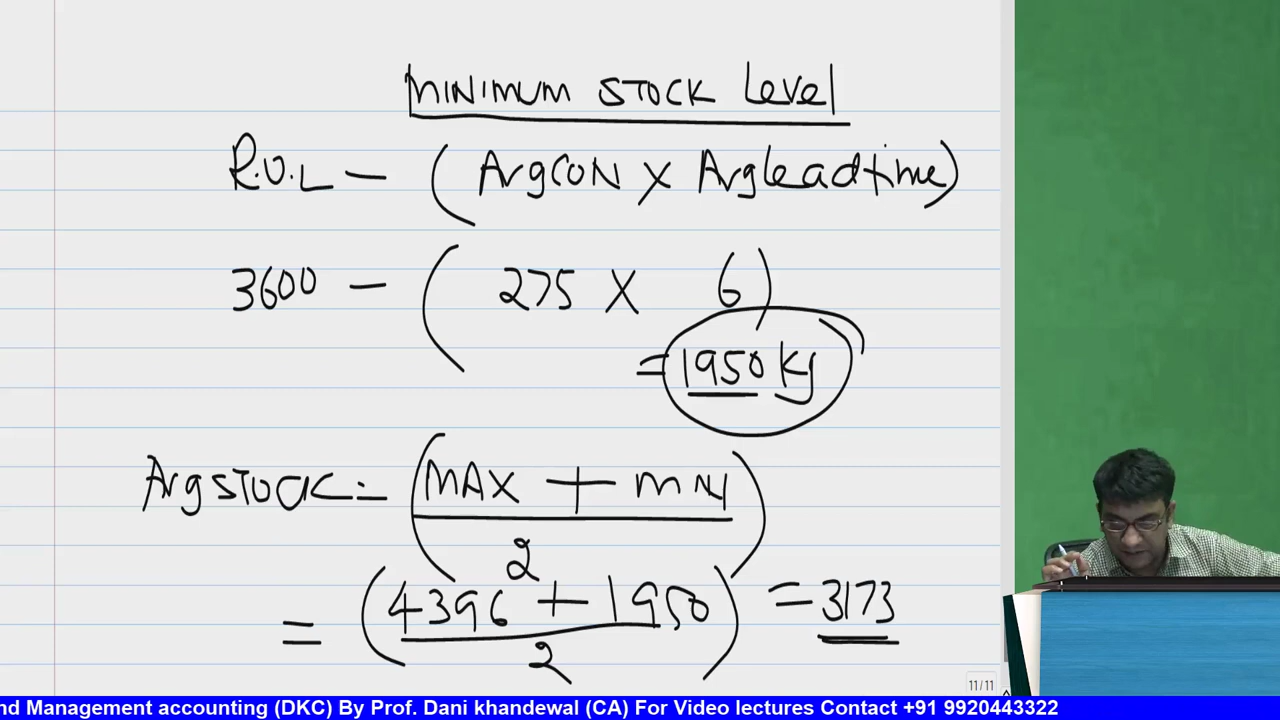 MINIMUM STOCK Level
R.O.L — (AvgCON X Avgleadtime)
3600 — (275 X 6)
= 1950 kg
AvgSTOCK = (MAX + MIN)
2
= (4396 + 1950) = 3173
2
11/11
nd Management accounting (DKC) By Prof. Dani khandewal (CA) For Video lectures Contact +91 9920443322